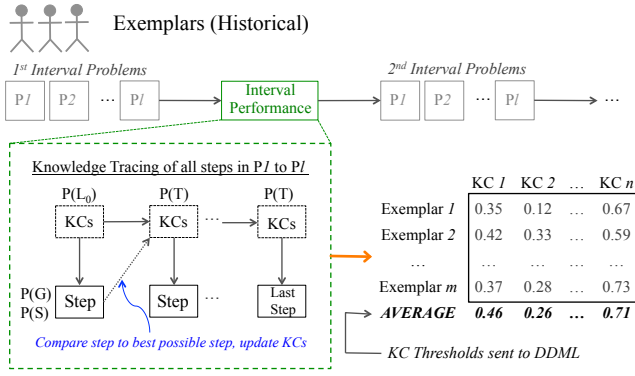 Exemplars (Historical)
1st Interval Problems
P1 P2 ... Pl
Interval
Performance
2nd Interval Problems
P1 P2 ... Pl ...
Knowledge Tracing of all steps in P1 to Pl
P(L0) P(T) P(T)
KCs KCs ... KCs
P(G)
P(S)
Step Step ... Last
Step
Compare step to best possible step, update KCs
KC 1 KC 2 ... KC n
Exemplar 1 0.35 0.12 ... 0.67
Exemplar 2 0.42 0.33 ... 0.59
... ... ... ... ...
Exemplar m 0.37 0.28 ... 0.73
AVERAGE 0.46 0.26 ... 0.71
KC Thresholds sent to DDML